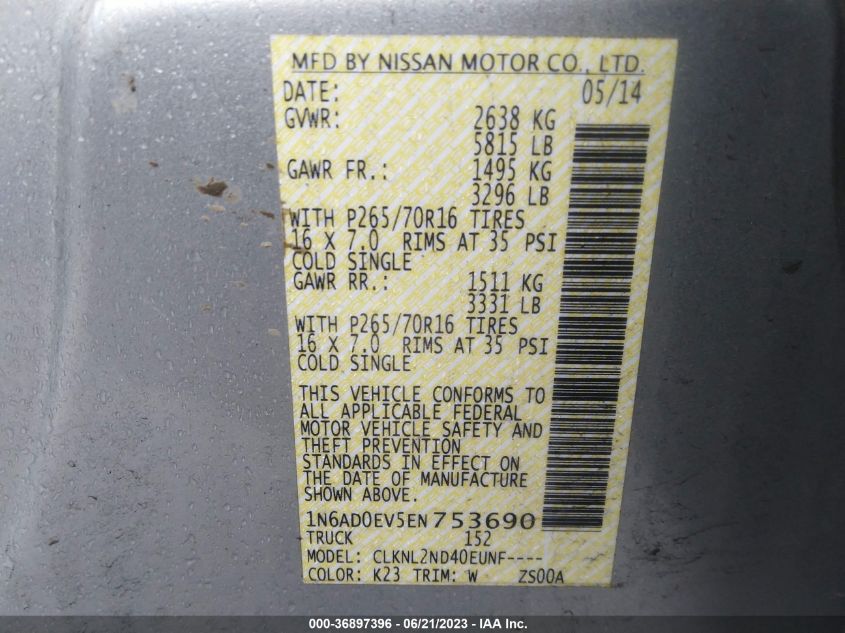 MFD BY NISSAN MOTOR CO., LTD.
DATE: 05/14
GVWR: 2638 KG
5815 LB
GAWR FR.: 1495 KG
3296 LB
WITH P265/70R16 TIRES
16 X 7.0 RIMS AT 35 PSI
COLD SINGLE
GAWR RR.: 1511 KG
3331 LB
WITH P265/70R16 TIRES
16 X 7.0 RIMS AT 35 PSI
COLD SINGLE
THIS VEHICLE CONFORMS TO
ALL APPLICABLE FEDERAL
MOTOR VEHICLE SAFETY AND
THEFT PREVENTION
STANDARDS IN EFFECT ON
THE DATE OF MANUFACTURE
SHOWN ABOVE.
1N6AD0EV5EN753690
TRUCK 152
MODEL: CLKNL2ND40EUNF----
COLOR: K23 TRIM: W ZS00A
000-36897396 - 06/21/2023 - IAA Inc.